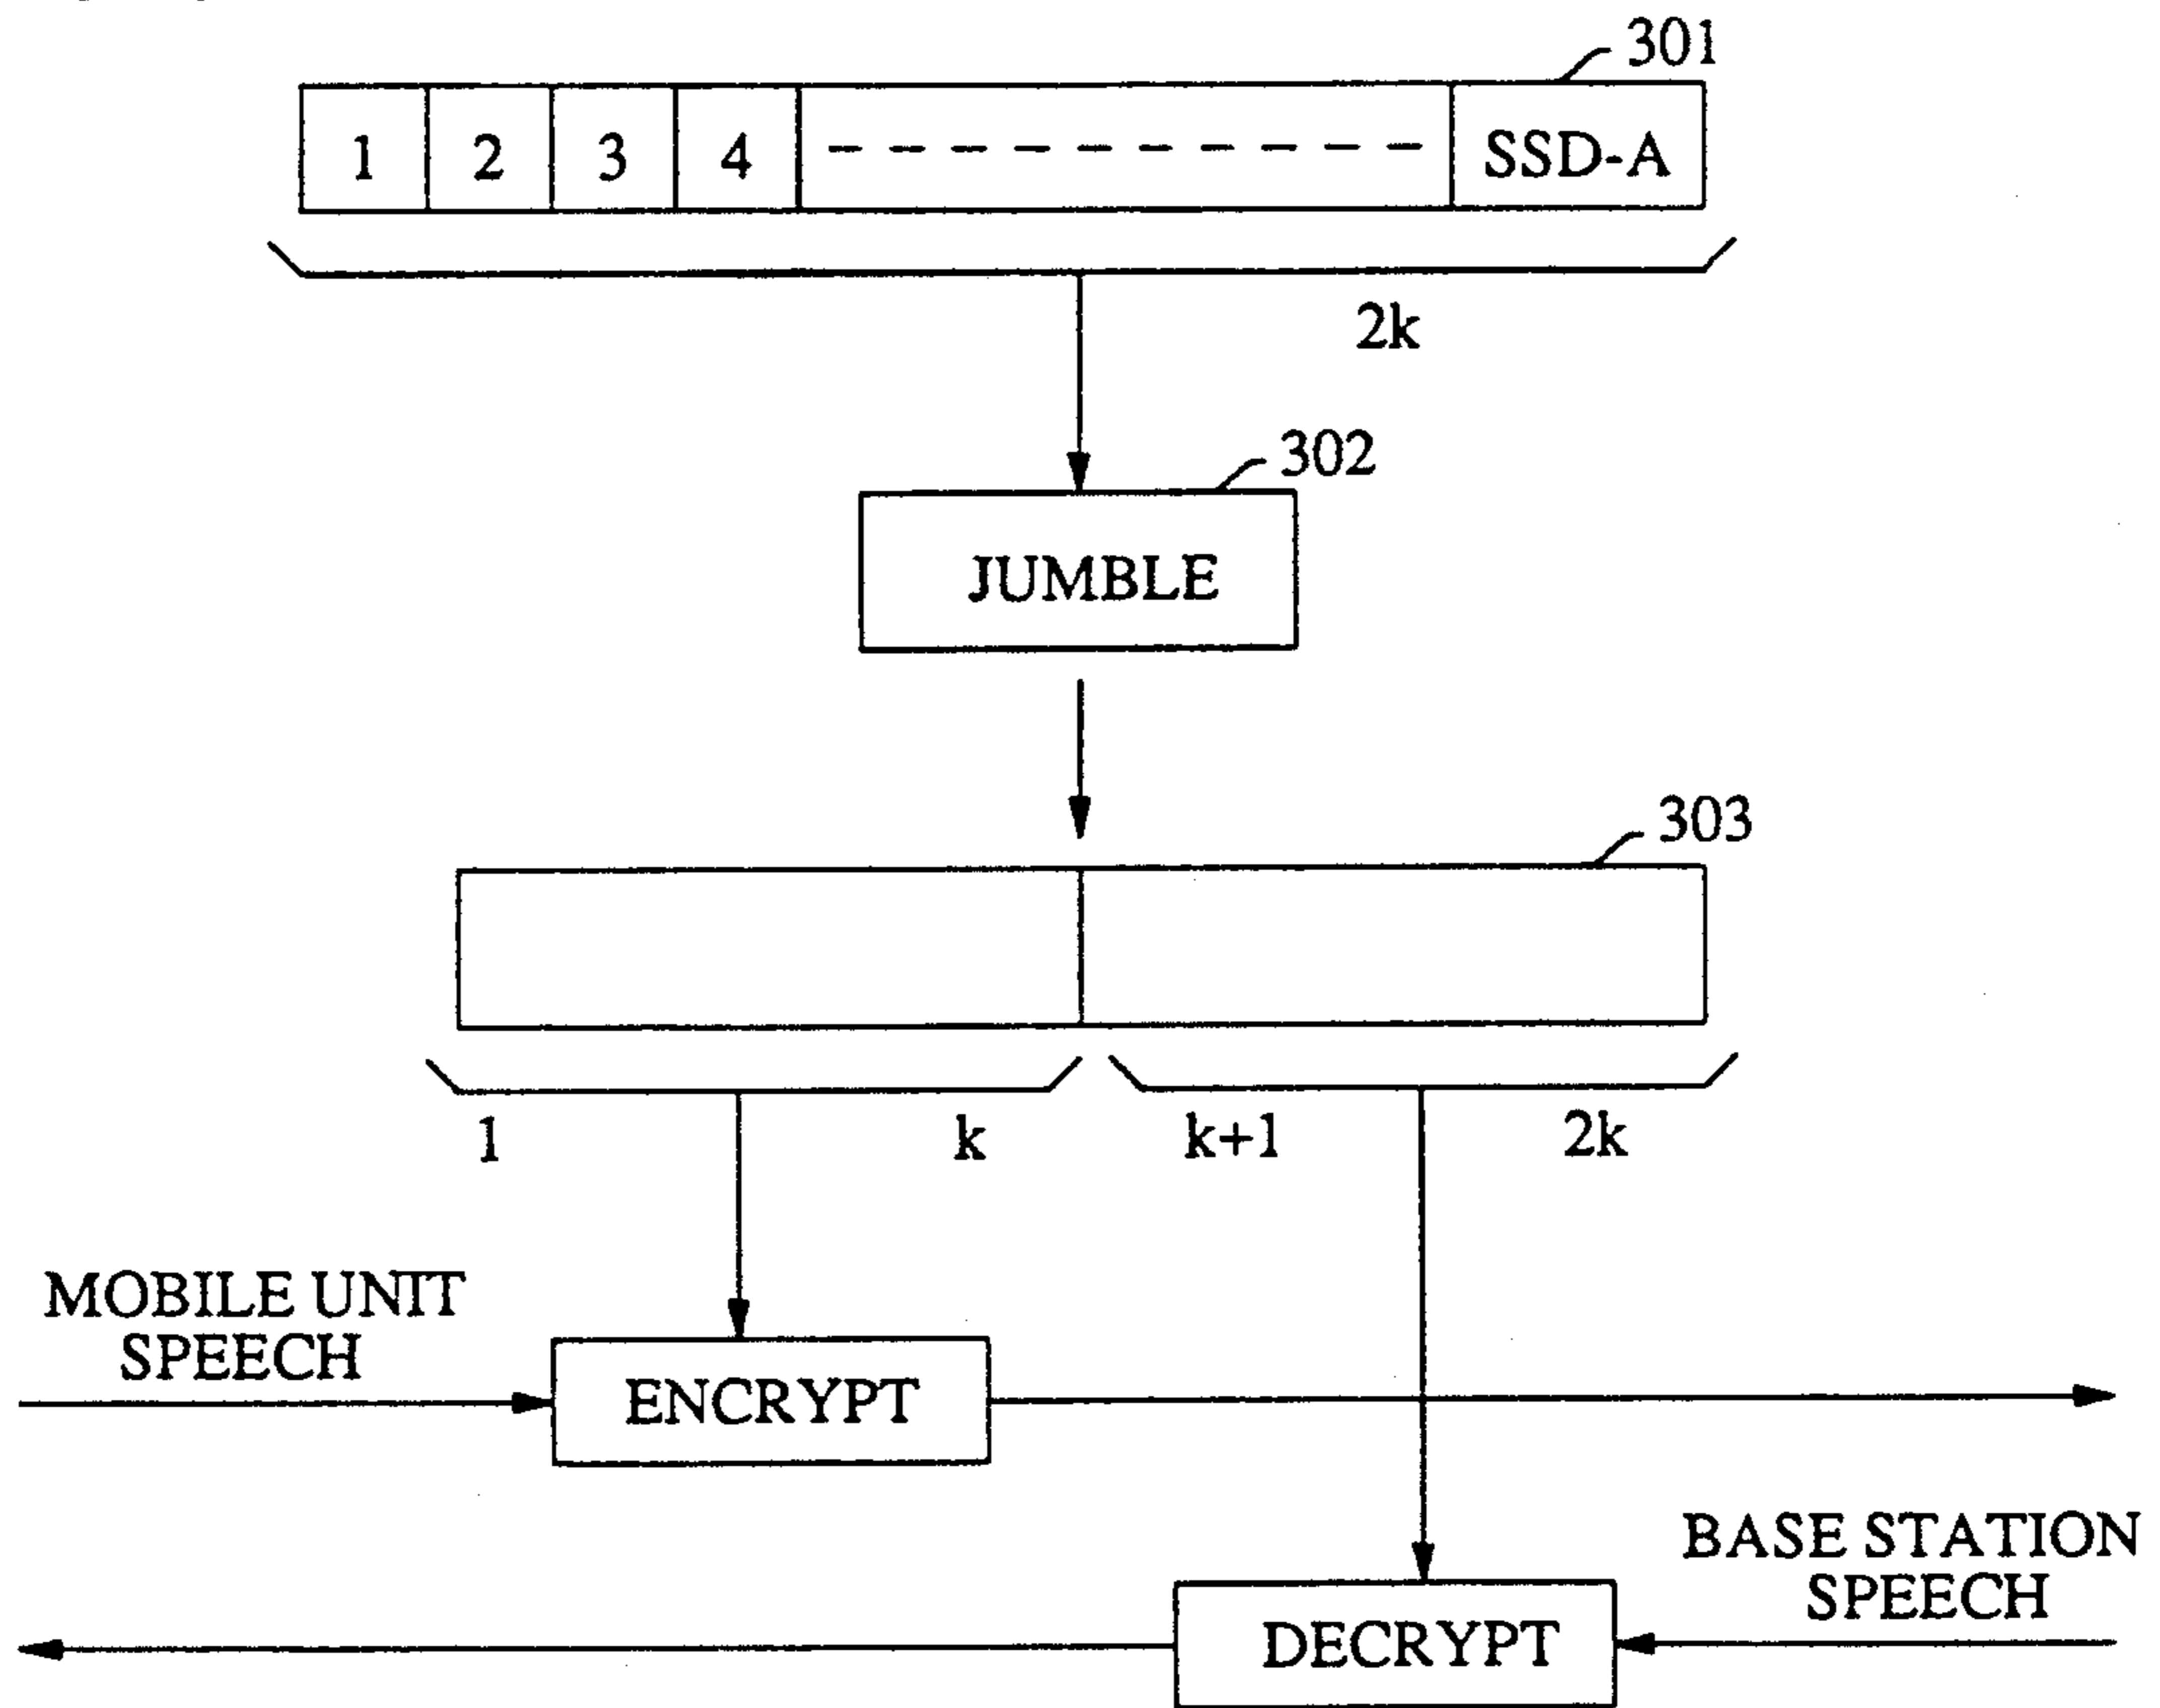 301
1 2 3 4 SSD-A
2k
302
JUMBLE
303
1 k k+1 2k
MOBILE UNIT
SPEECH
ENCRYPT
BASE STATION
SPEECH
DECRYPT